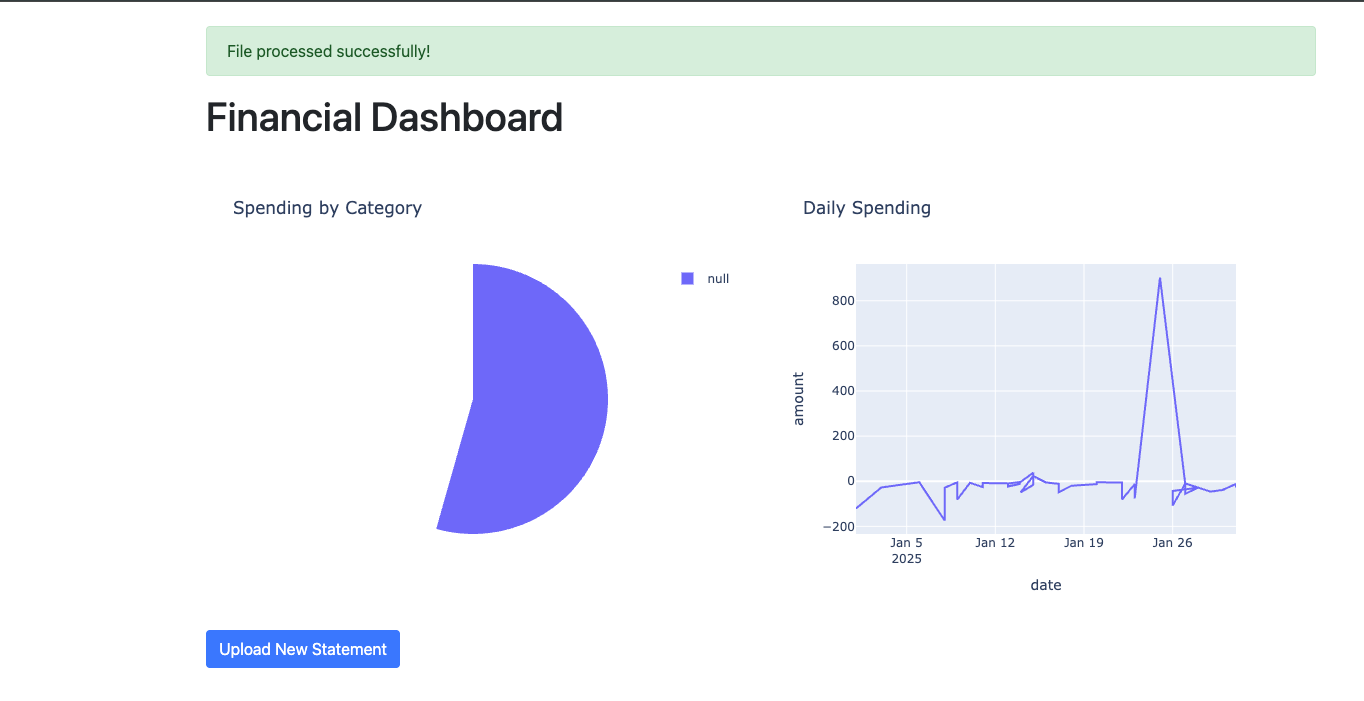 File processed successfully!
Financial Dashboard
Spending by Category
null
Daily Spending
800
600
400
200
0
−200
amount
Jan 5
2025
Jan 12
Jan 19
Jan 26
date
Upload New Statement